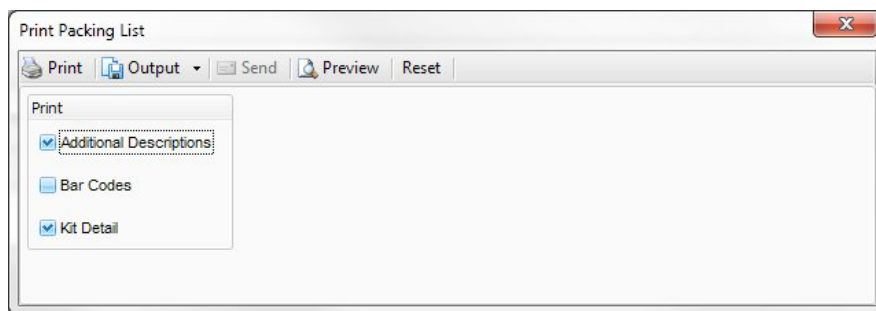 Print Packing List
Print Output Send Preview Reset
Print
Additional Descriptions
Bar Codes
Kit Detail